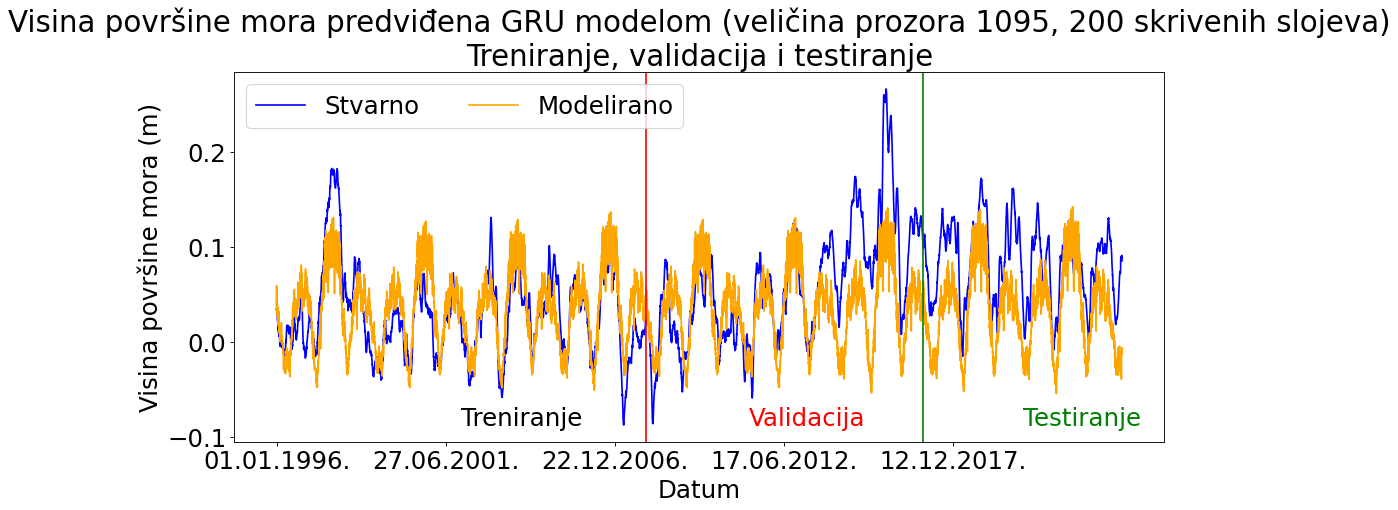 Visina površine mora predviđena GRU modelom (veličina prozora 1095, 200 skrivenih slojeva)
Treniranje, validacija i testiranje
Stvarno
Modelirano
Visina površine mora (m)
0.2
0.1
0.0
−0.1
Treniranje
Validacija
Testiranje
01.01.1996.
27.06.2001.
22.12.2006.
17.06.2012.
12.12.2017.
Datum